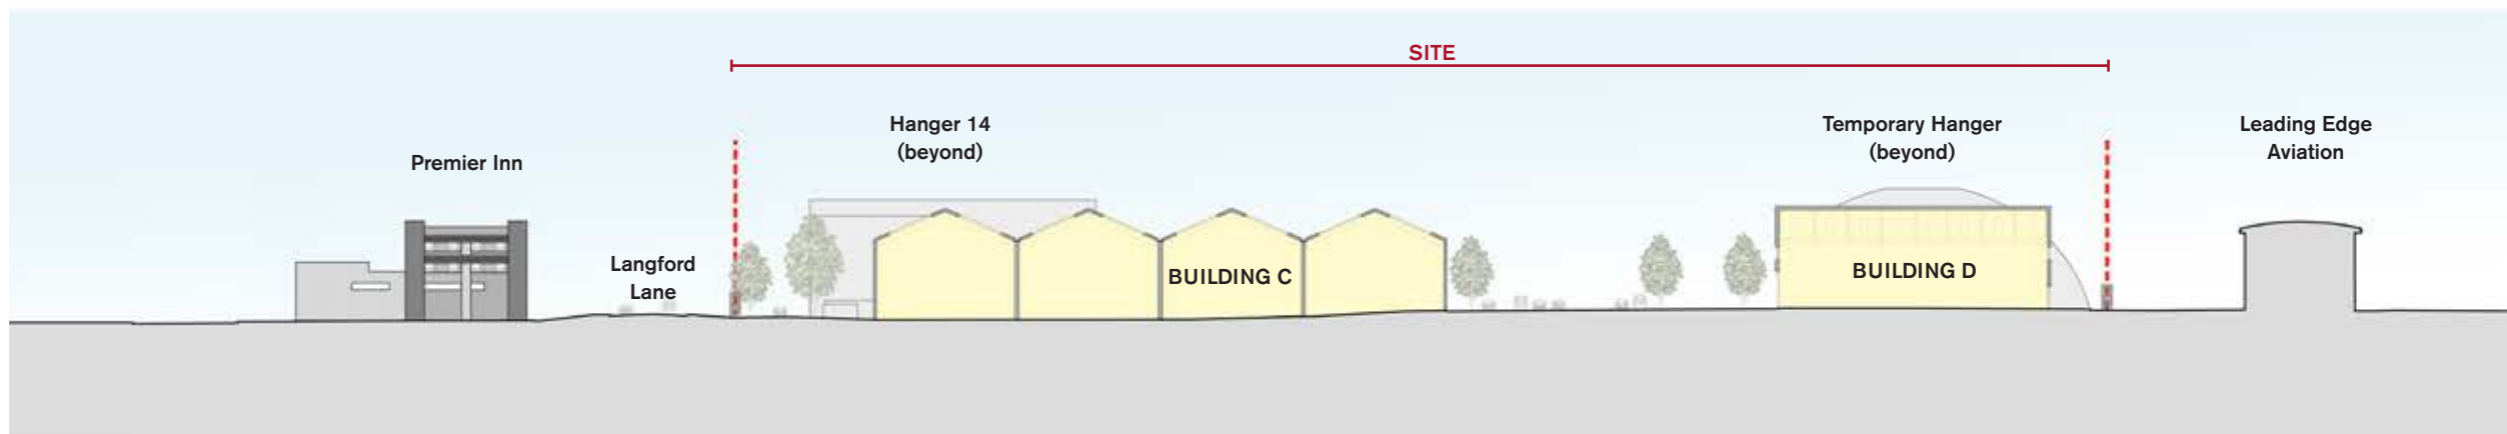 SITE
Hanger 14
(beyond)
Temporary Hanger
(beyond)
Leading Edge
Aviation
Premier Inn
Langford
Lane
BUILDING C
BUILDING D